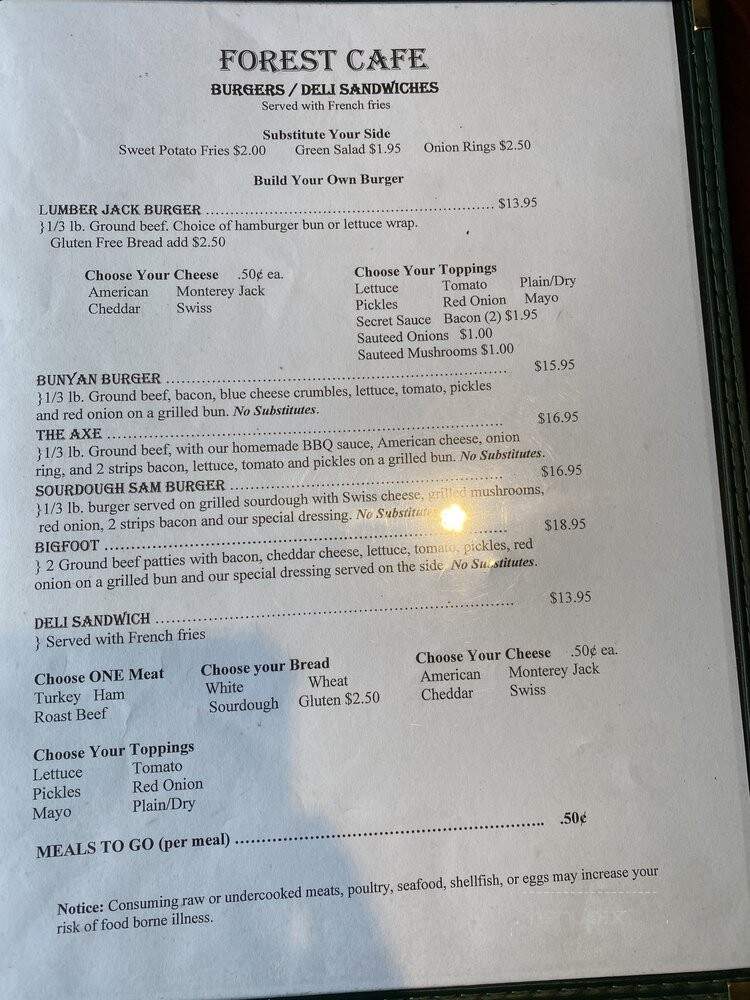 FOREST CAFE
BURGERS / DELI SANDWICHES
Served with French fries
Substitute Your Side
Sweet Potato Fries $2.00 Green Salad $1.95 Onion Rings $2.50
Build Your Own Burger
LUMBER JACK BURGER ........................................................ $13.95
}1/3 lb. Ground beef. Choice of hamburger bun or lettuce wrap.
Gluten Free Bread add $2.50
Choose Your Cheese .50¢ ea.
American Monterey Jack
Cheddar Swiss
Choose Your Toppings
Lettuce Tomato Plain/Dry
Pickles Red Onion Mayo
Secret Sauce Bacon (2) $1.95
Sauteed Onions $1.00
Sauteed Mushrooms $1.00
BUNYAN BURGER ........................................................ $15.95
}1/3 lb. Ground beef, bacon, blue cheese crumbles, lettuce, tomato, pickles
and red onion on a grilled bun. No Substitutes.
THE AXE ........................................................ $16.95
}1/3 lb. Ground beef, with our homemade BBQ sauce, American cheese, onion
ring, and 2 strips bacon, lettuce, tomato and pickles on a grilled bun. No Substitutes.
SOURDOUGH SAM BURGER ........................................................ $16.95
}1/3 lb. burger served on grilled sourdough with Swiss cheese, grilled mushrooms,
red onion, 2 strips bacon and our special dressing. No Substitutes
BIGFOOT ........................................................ $18.95
} 2 Ground beef patties with bacon, cheddar cheese, lettuce, tomato, pickles, red
onion on a grilled bun and our special dressing served on the side. No Substitutes.
DELI SANDWICH ........................................................ $13.95
} Served with French fries
Choose ONE Meat
Turkey Ham
Roast Beef
Choose your Bread
White Wheat
Sourdough Gluten $2.50
Choose Your Cheese .50¢ ea.
American Monterey Jack
Cheddar Swiss
Choose Your Toppings
Lettuce Tomato
Pickles Red Onion
Mayo Plain/Dry
MEALS TO GO (per meal) ........................................................ .50¢
Notice: Consuming raw or undercooked meats, poultry, seafood, shellfish, or eggs may increase your
risk of food borne illness.